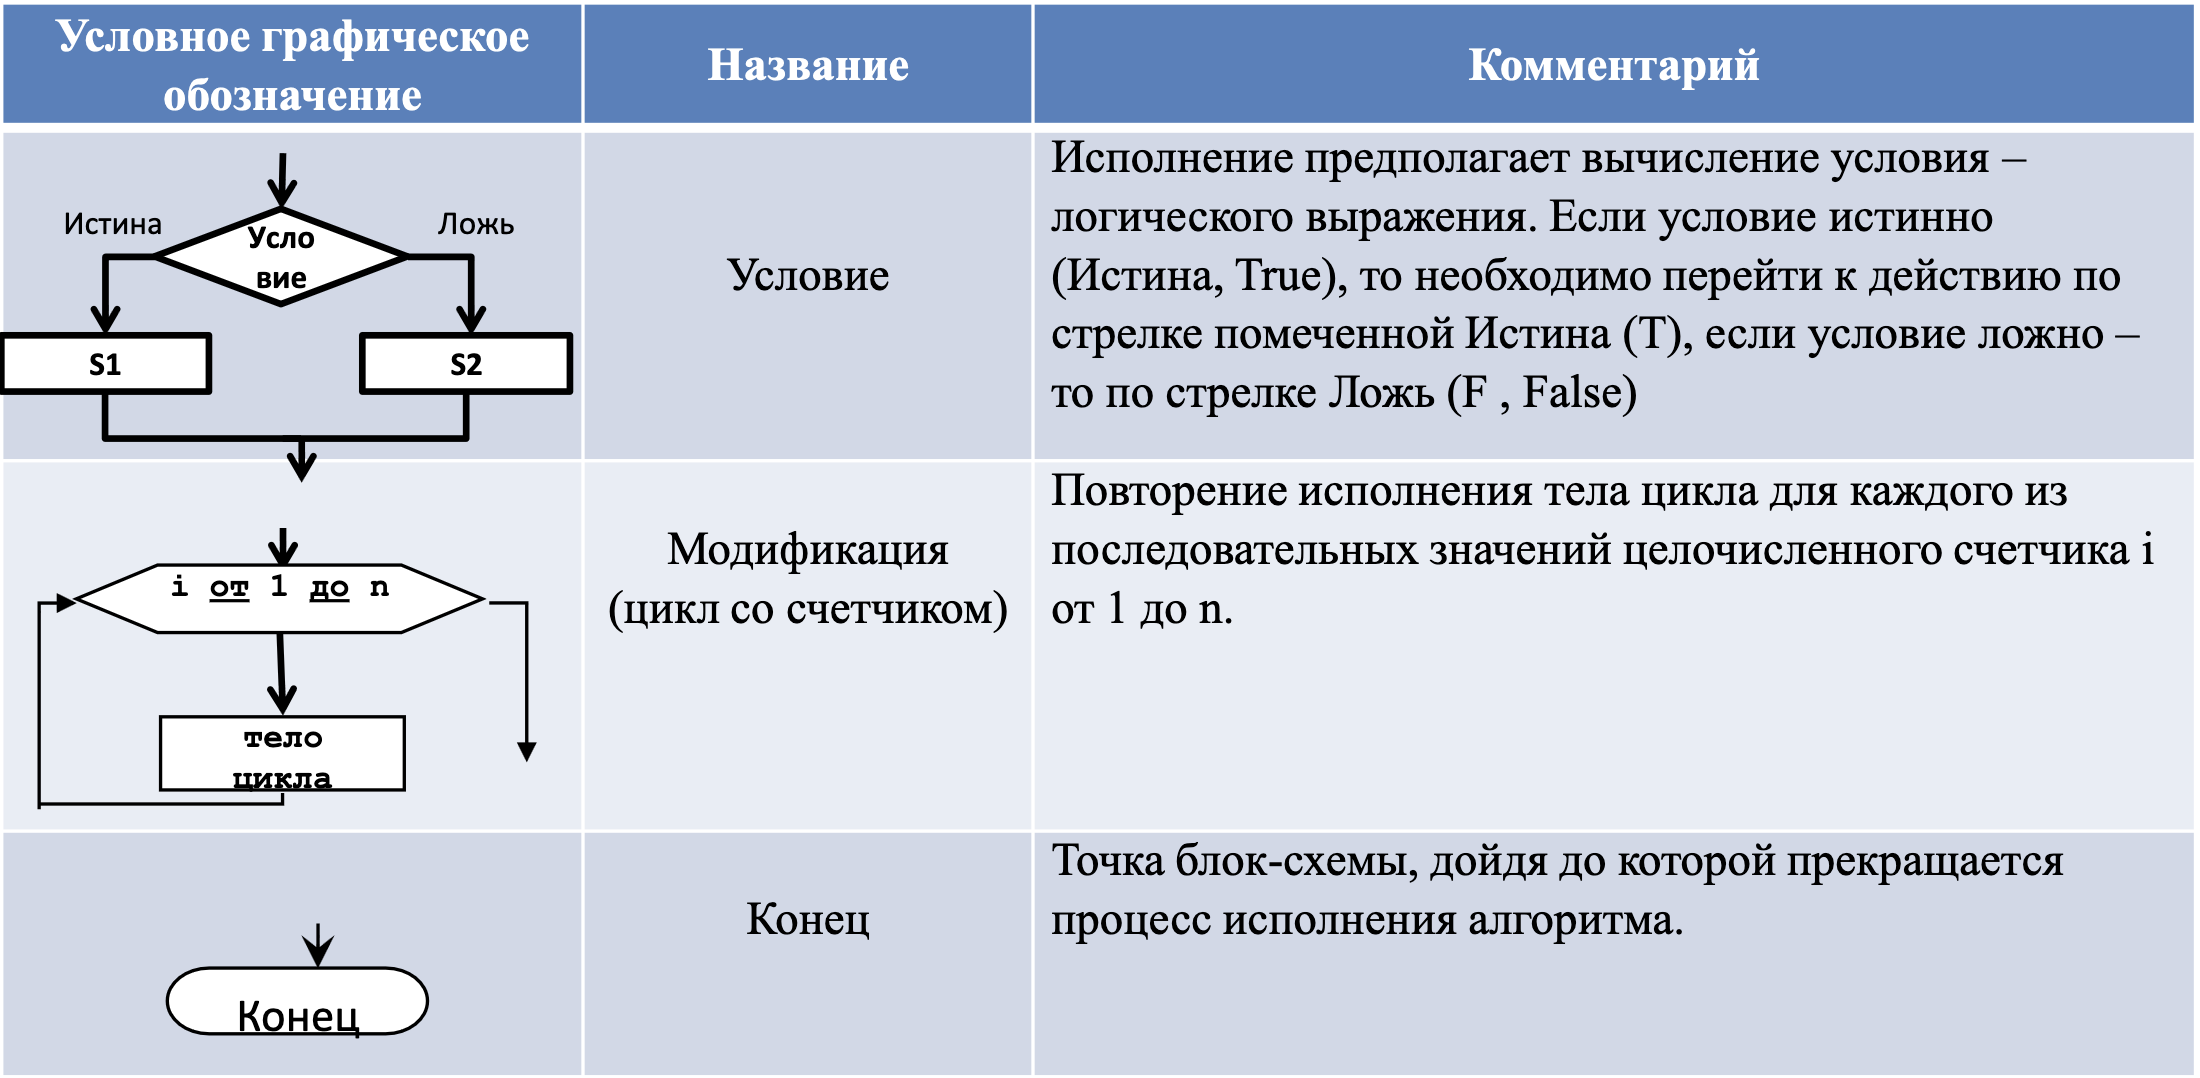 Условное графическое
обозначение
Название
Комментарий
Истина
Ложь
Усло
вие
S1
S2
Условие
Исполнение предполагает вычисление условия –
логического выражения. Если условие истинно
(Истина, True), то необходимо перейти к действию по
стрелке помеченной Истина (T), если условие ложно –
то по стрелке Ложь (F , False)
i от 1 до n
тело
цикла
Модификация
(цикл со счетчиком)
Повторение исполнения тела цикла для каждого из
последовательных значений целочисленного счетчика i
от 1 до n.
Конец
Конец
Точка блок-схемы, дойдя до которой прекращается
процесс исполнения алгоритма.